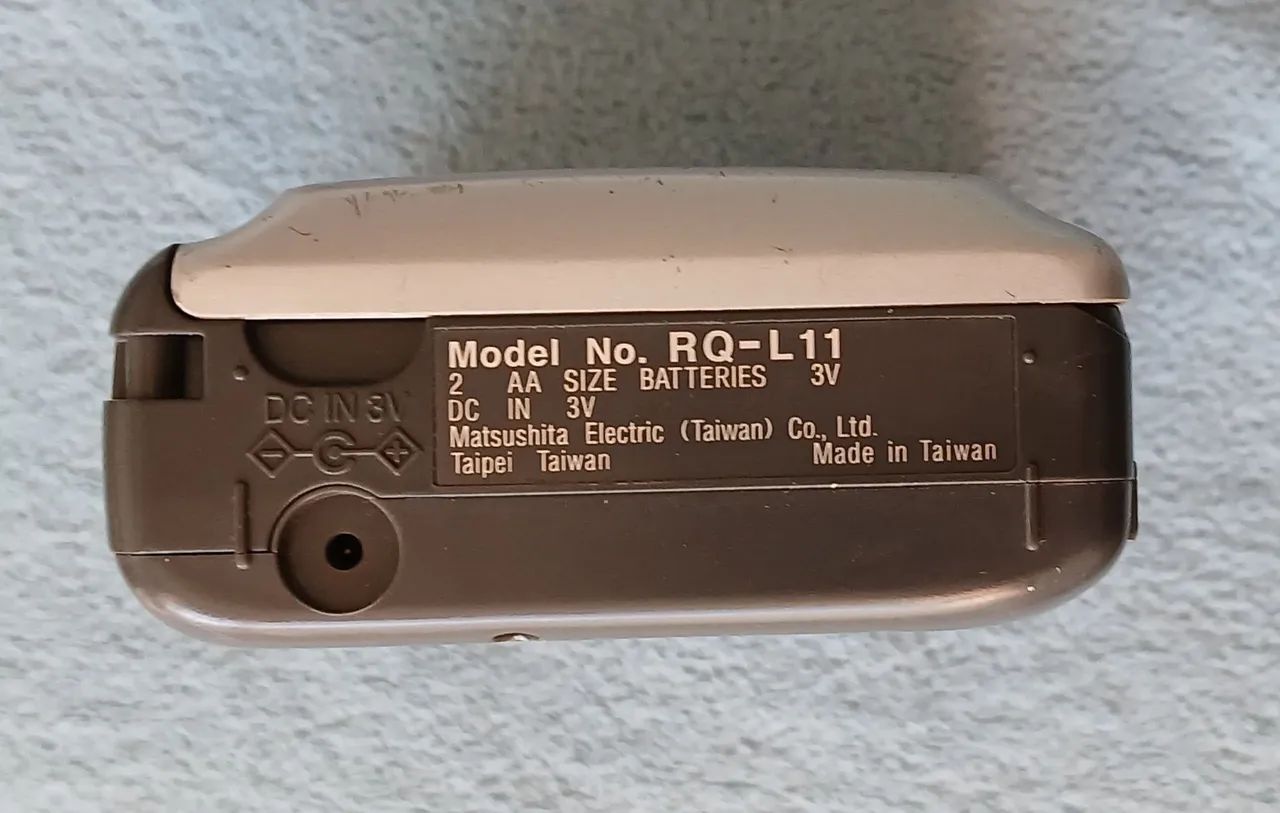 Model No. RQ-L11
2 AA SIZE BATTERIES 3V
DC IN 3V
Matsushita Electric (Taiwan) Co., Ltd.
Taipei Taiwan Made in Taiwan
DC IN 3V
- C +